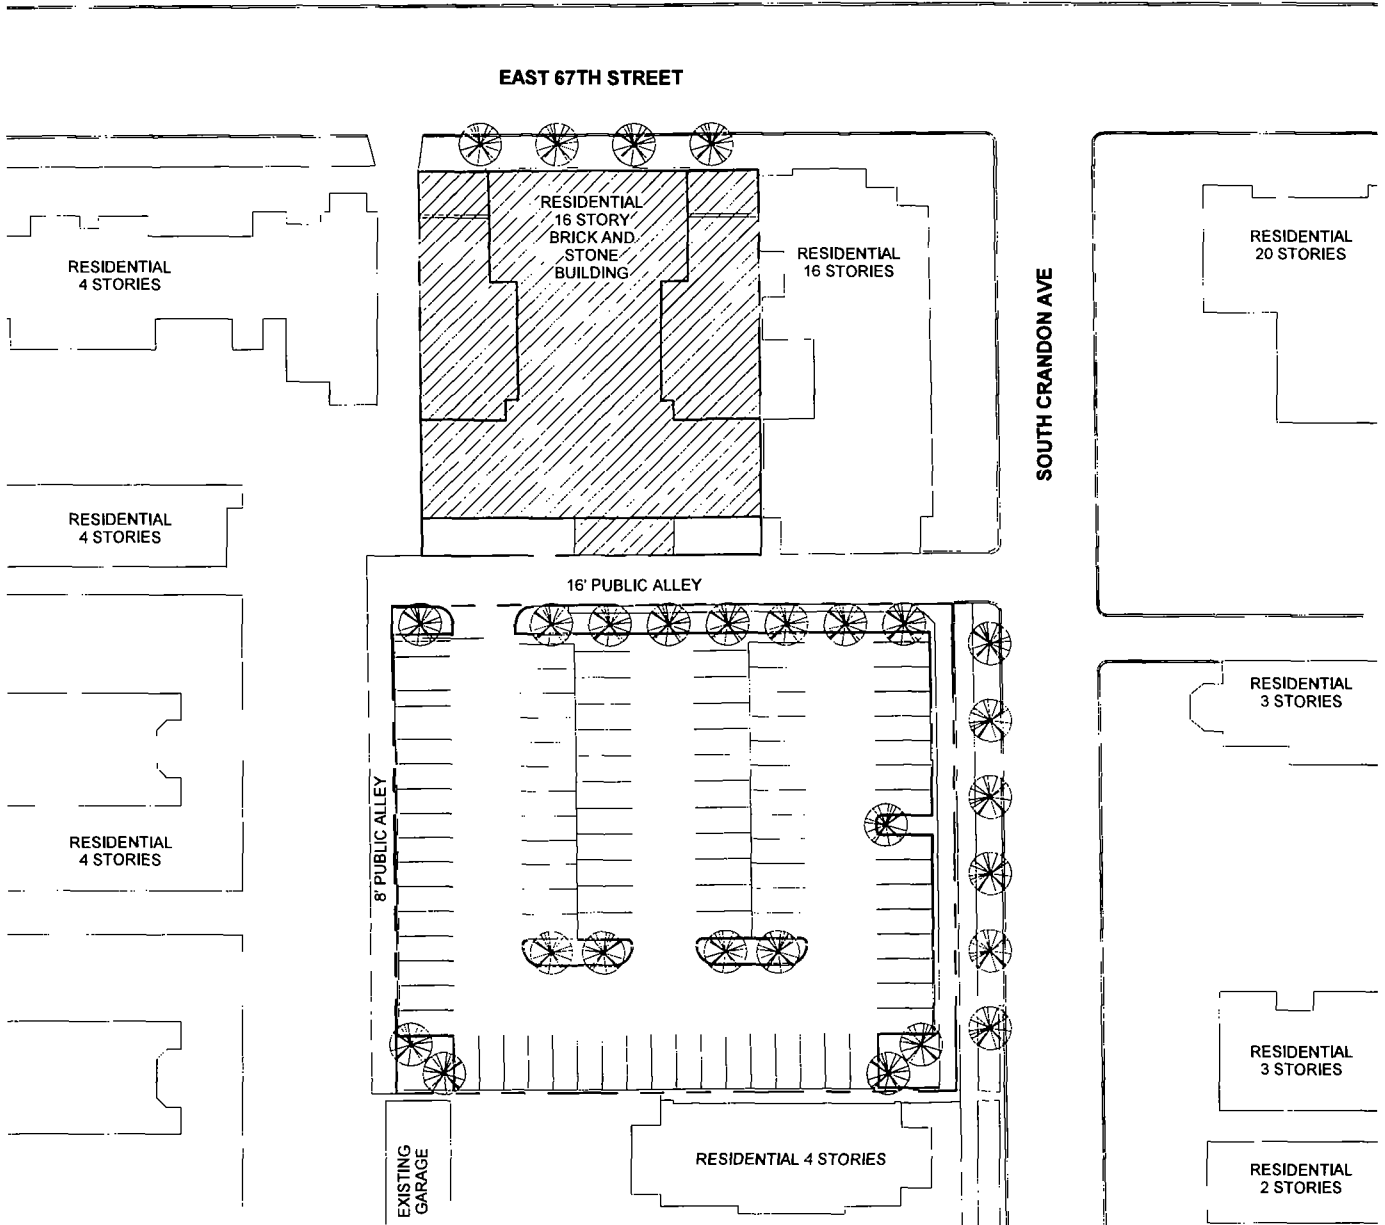 EAST 67TH STREET
RESIDENTIAL
16 STORY
BRICK AND
STONE
BUILDING
RESIDENTIAL
4 STORIES
RESIDENTIAL
16 STORIES
RESIDENTIAL
20 STORIES
SOUTH CRANDON AVE
RESIDENTIAL
4 STORIES
16' PUBLIC ALLEY
RESIDENTIAL
3 STORIES
8' PUBLIC ALLEY
RESIDENTIAL
4 STORIES
RESIDENTIAL
3 STORIES
EXISTING
GARAGE
RESIDENTIAL 4 STORIES
RESIDENTIAL
2 STORIES